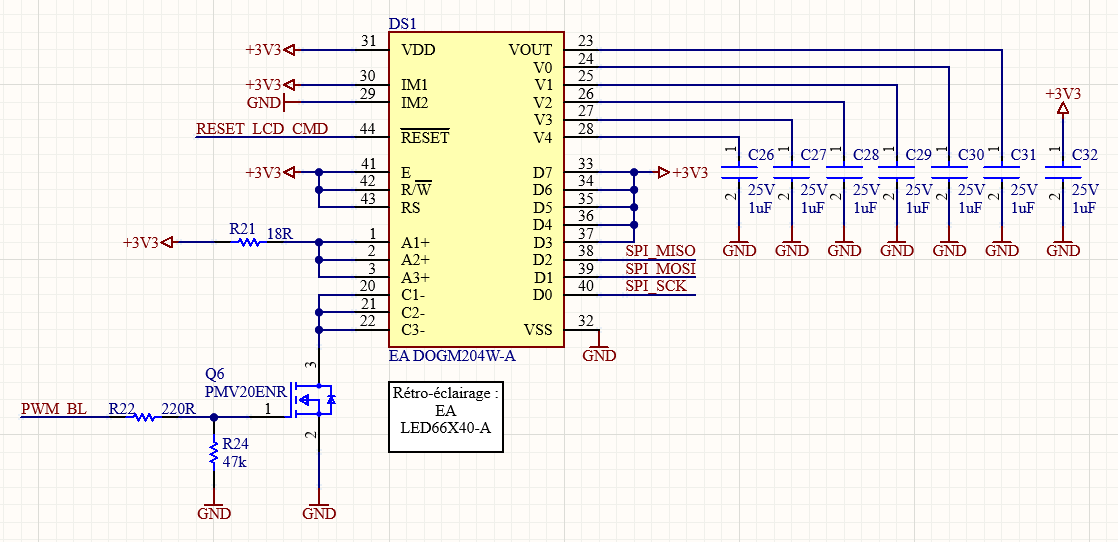 DS1
+3V3 31 VDD VOUT 23
V0 24
+3V3 30 IM1 V1 25
GND 29 IM2 V2 26
V3 27
RESET_LCD_CMD 44 RESET V4 28
+3V3
1 C26 1 C27 1 C28 1 C29 1 C30 1 C31 1 C32
2 25V 2 25V 2 25V 2 25V 2 25V 2 25V 2 25V
1uF 1uF 1uF 1uF 1uF 1uF 1uF
GND GND GND GND GND GND GND
+3V3 41 E D7 33 +3V3
42 R/W D6 34
43 RS D5 35
D4 36
+3V3 R21 18R 1 A1+ D3 37
2 A2+ D2 38 SPI_MISO
3 A3+ D1 39 SPI_MOSI
20 C1- D0 40 SPI_SCK
21 C2-
22 C3- VSS 32
GND
EA DOGM204W-A
3
Q6
PMV20ENR
PWM_BL R22 220R 1
2
R24
47k
GND GND
Rétro-éclairage :
EA
LED66X40-A